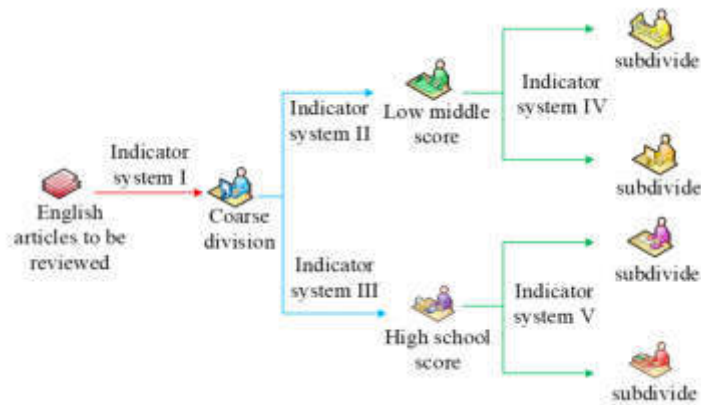 Indicator
system I
English
articles to be
reviewed
Coarse
division
Indicator
system II
Indicator
system III
Low middle
score
High school
score
Indicator
system IV
Indicator
system V
subdivide
subdivide
subdivide
subdivide